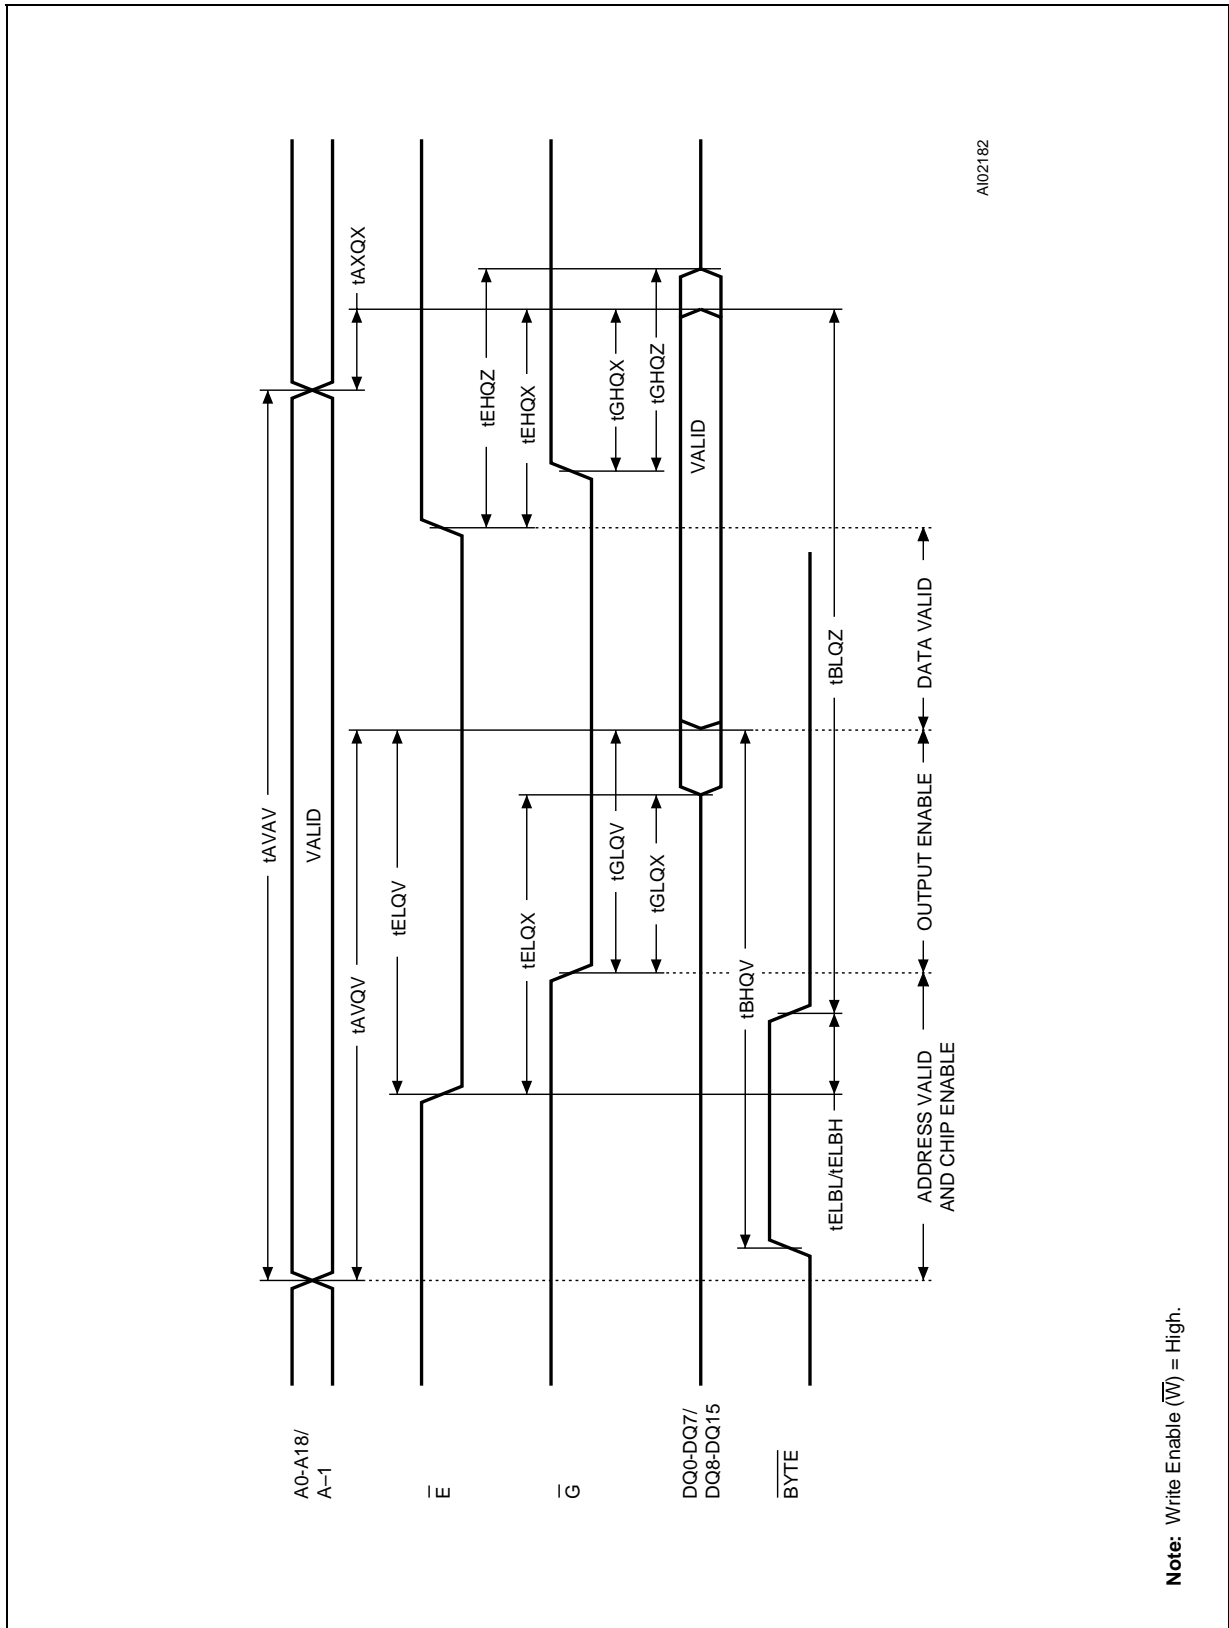 A0-A18/
A–1
tAVAV
VALID
tAVQV
tAXQX
E
tELQV
tEHQZ
tELQX
tEHQX
G
tGLQV
tGHQX
tGLQX
tGHQZ
DQ0-DQ7/
DQ8-DQ15
VALID
tBHQV
BYTE
tELBL/tELBH
tBLQZ
ADDRESS VALID
AND CHIP ENABLE
OUTPUT ENABLE
DATA VALID
AI02182
Note: Write Enable (W) = High.